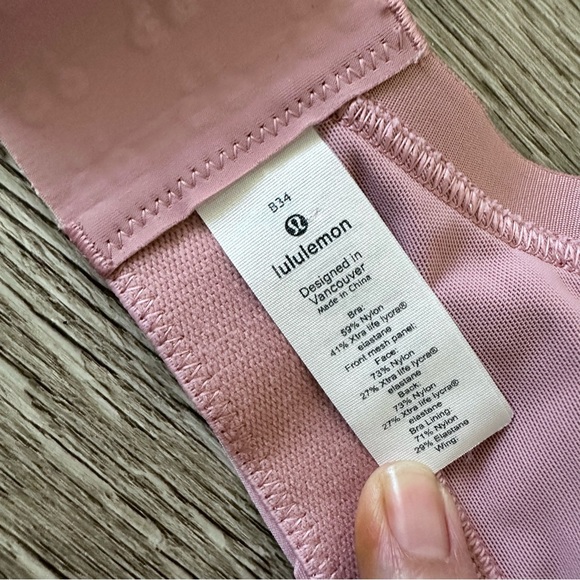 B34
lululemon
Designed in
Vancouver
Made in China
Bra:
59% Nylon
41% Xtra life lycra®
elastane
Front mesh panel:
Face:
73% Nylon
27% Xtra life lycra®
elastane
Back:
73% Nylon
27% Xtra life lycra®
elastane
Bra Lining:
71% Nylon
29% Elastane
Wing: